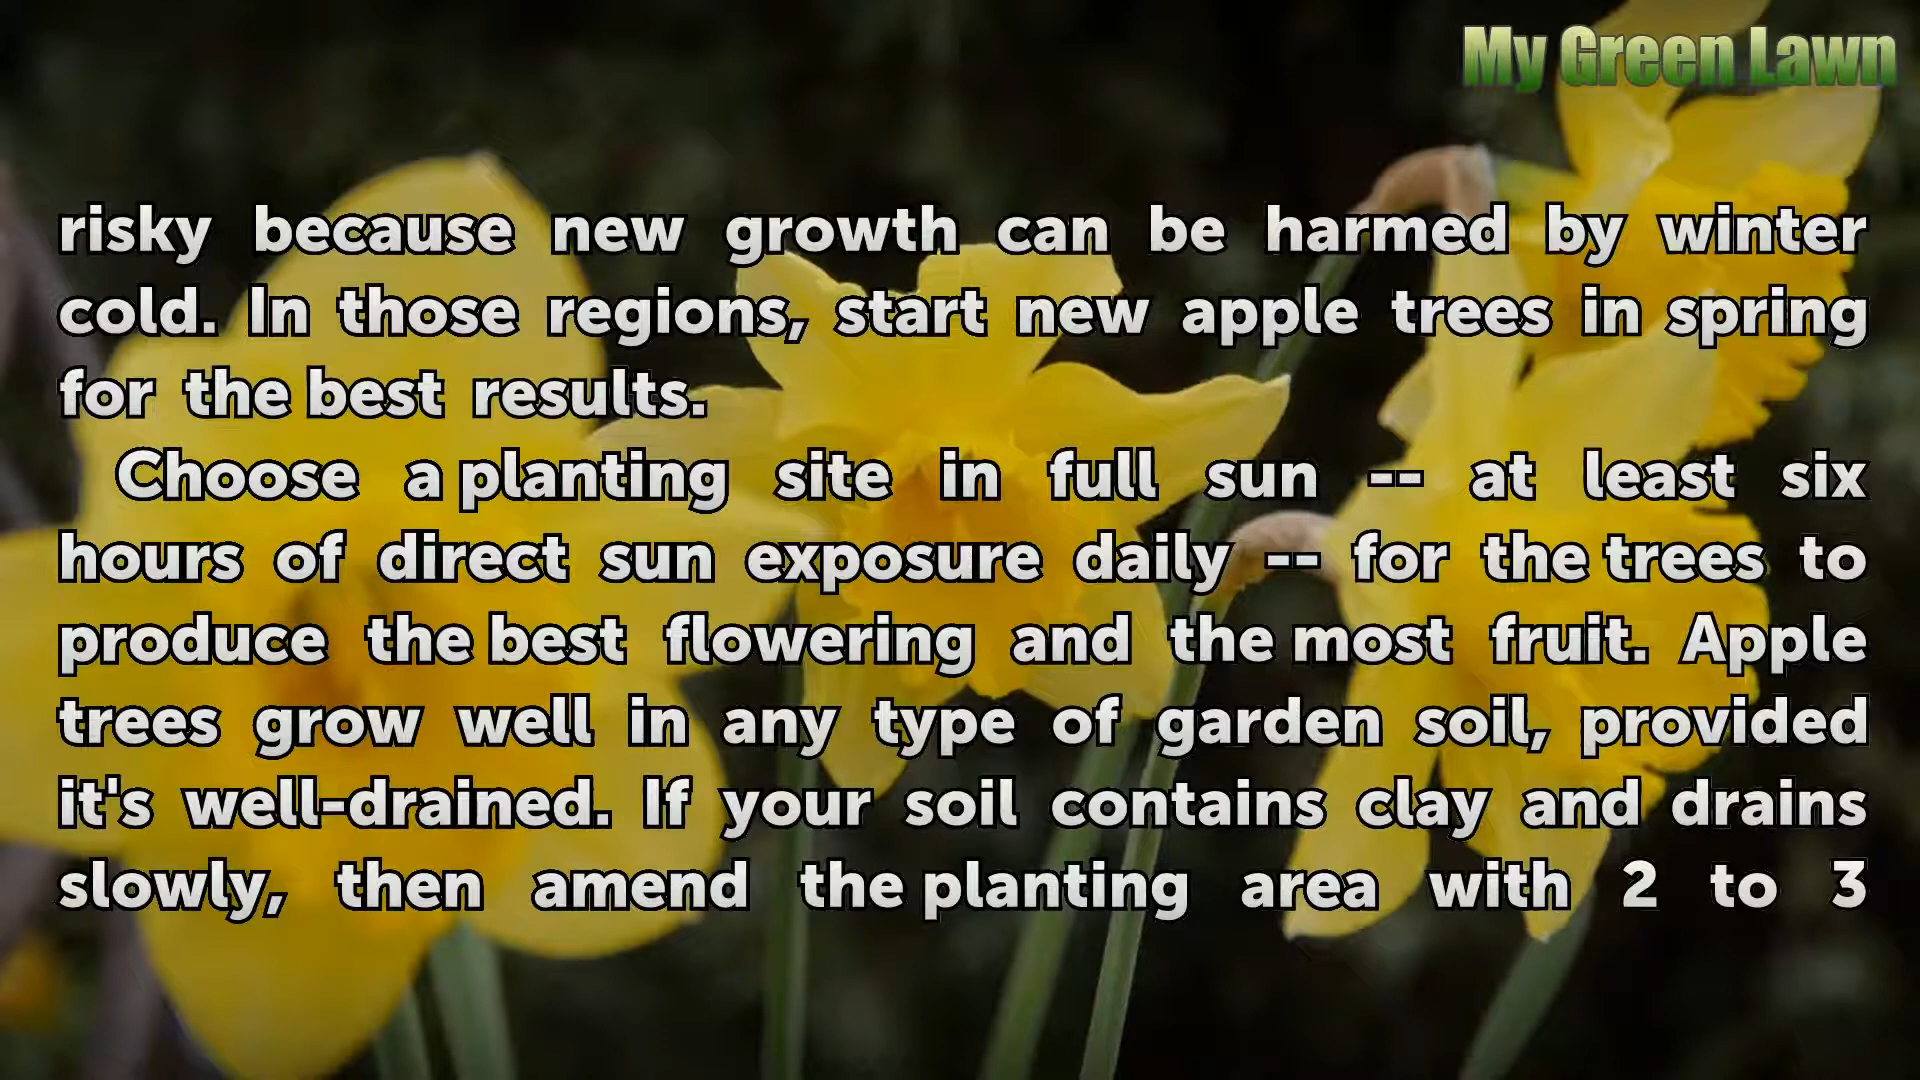 My Green Lawn
risky because new growth can be harmed by winter
cold. In those regions, start new apple trees in spring
for the best results.
Choose a planting site in full sun -- at least six
hours of direct sun exposure daily -- for the trees to
produce the best flowering and the most fruit. Apple
trees grow well in any type of garden soil, provided
it's well-drained. If your soil contains clay and drains
slowly, then amend the planting area with 2 to 3